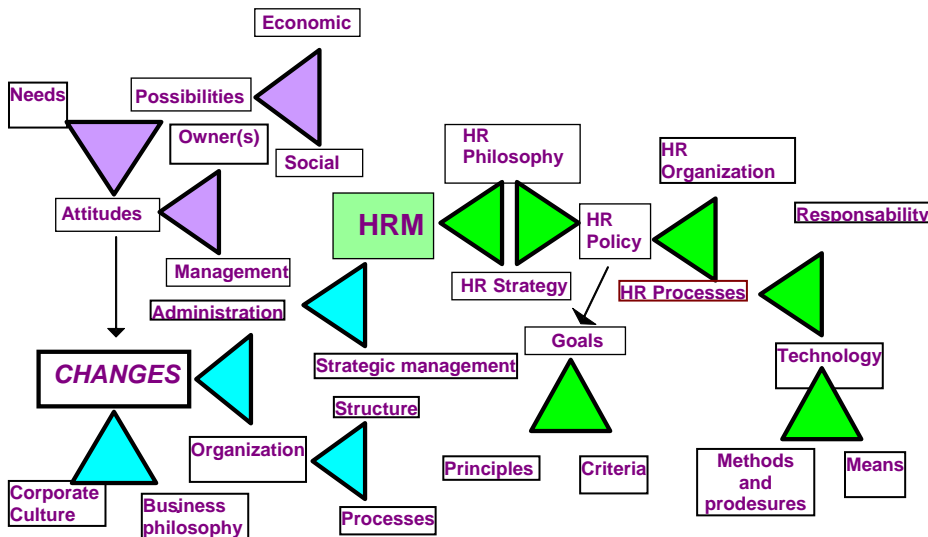 Economic
Needs
Possibilities
Owner(s)
Social
HR
Philosophy
HR
Organization
Attitudes
HRM
HR
Policy
Responsability
Management
HR Strategy
HR Processes
Administration
Goals
Technology
CHANGES
Strategic management
Structure
Organization
Principles
Criteria
Methods
and
prodesures
Means
Corporate
Culture
Business
philosophy
Processes